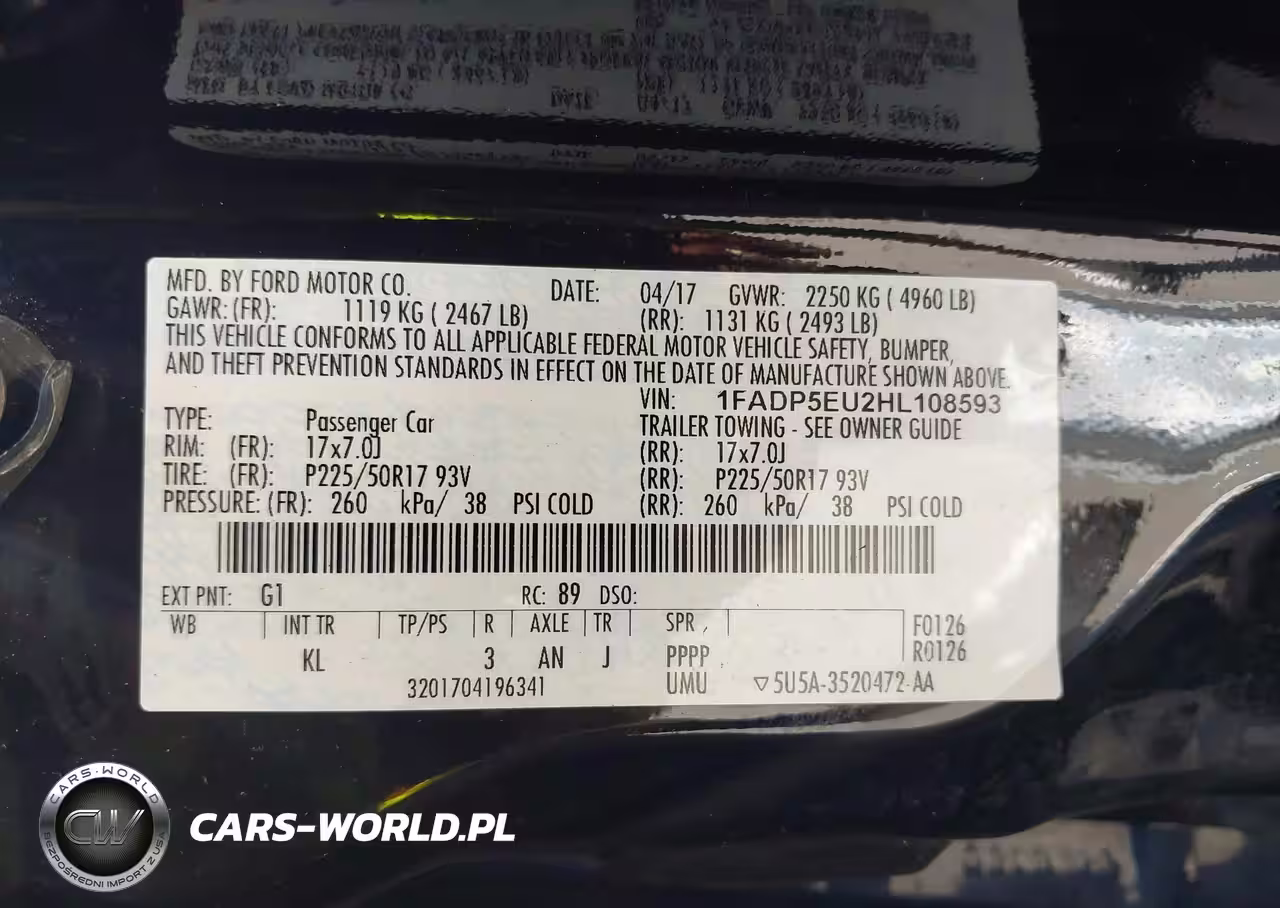 MFD. BY FORD MOTOR CO. DATE: 04/17 GVWR: 2250 KG ( 4960 LB)
GAWR: (FR): 1119 KG ( 2467 LB) (RR): 1131 KG ( 2493 LB)
THIS VEHICLE CONFORMS TO ALL APPLICABLE FEDERAL MOTOR VEHICLE SAFETY, BUMPER,
AND THEFT PREVENTION STANDARDS IN EFFECT ON THE DATE OF MANUFACTURE SHOWN ABOVE.
VIN: 1FADP5EU2HL108593
TYPE: Passenger Car TRAILER TOWING - SEE OWNER GUIDE
RIM: (FR): 17x7.0J (RR): 17x7.0J
TIRE: (FR): P225/50R17 93V (RR): P225/50R17 93V
PRESSURE: (FR): 260 kPa/ 38 PSI COLD (RR): 260 kPa/ 38 PSI COLD
EXT PNT: G1 RC: 89 DSO:
WB INT TR TP/PS R AXLE TR SPR F0126
KL 3 AN J PPPP R0126
3201704196341 UMU ▽5U5A-3520472-AA
CARS-WORLD
CW
BEZPOŚREDNI IMPORT Z USA
CARS-WORLD.PL